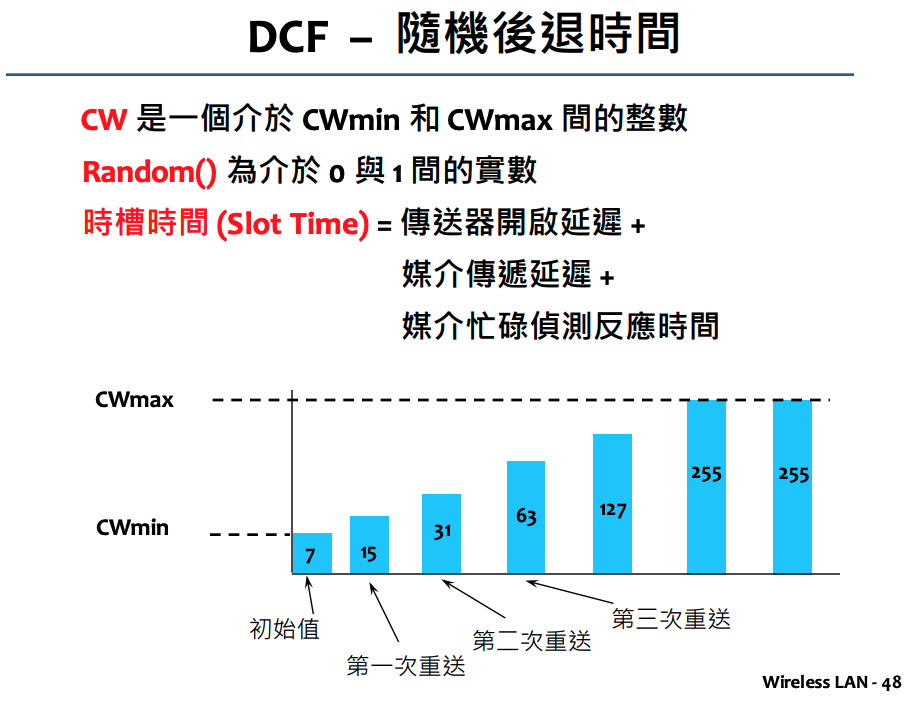 DCF – 隨機後退時間
CW 是一個介於 CWmin 和 CWmax 間的整數
Random() 為介於 0 與 1 間的實數
時槽時間 (Slot Time) = 傳送器開啟延遲 +
媒介傳遞延遲 +
媒介忙碌偵測反應時間
CWmax
CWmin
7
15
31
63
127
255
255
初始值
第一次重送
第二次重送
第三次重送
Wireless LAN - 48